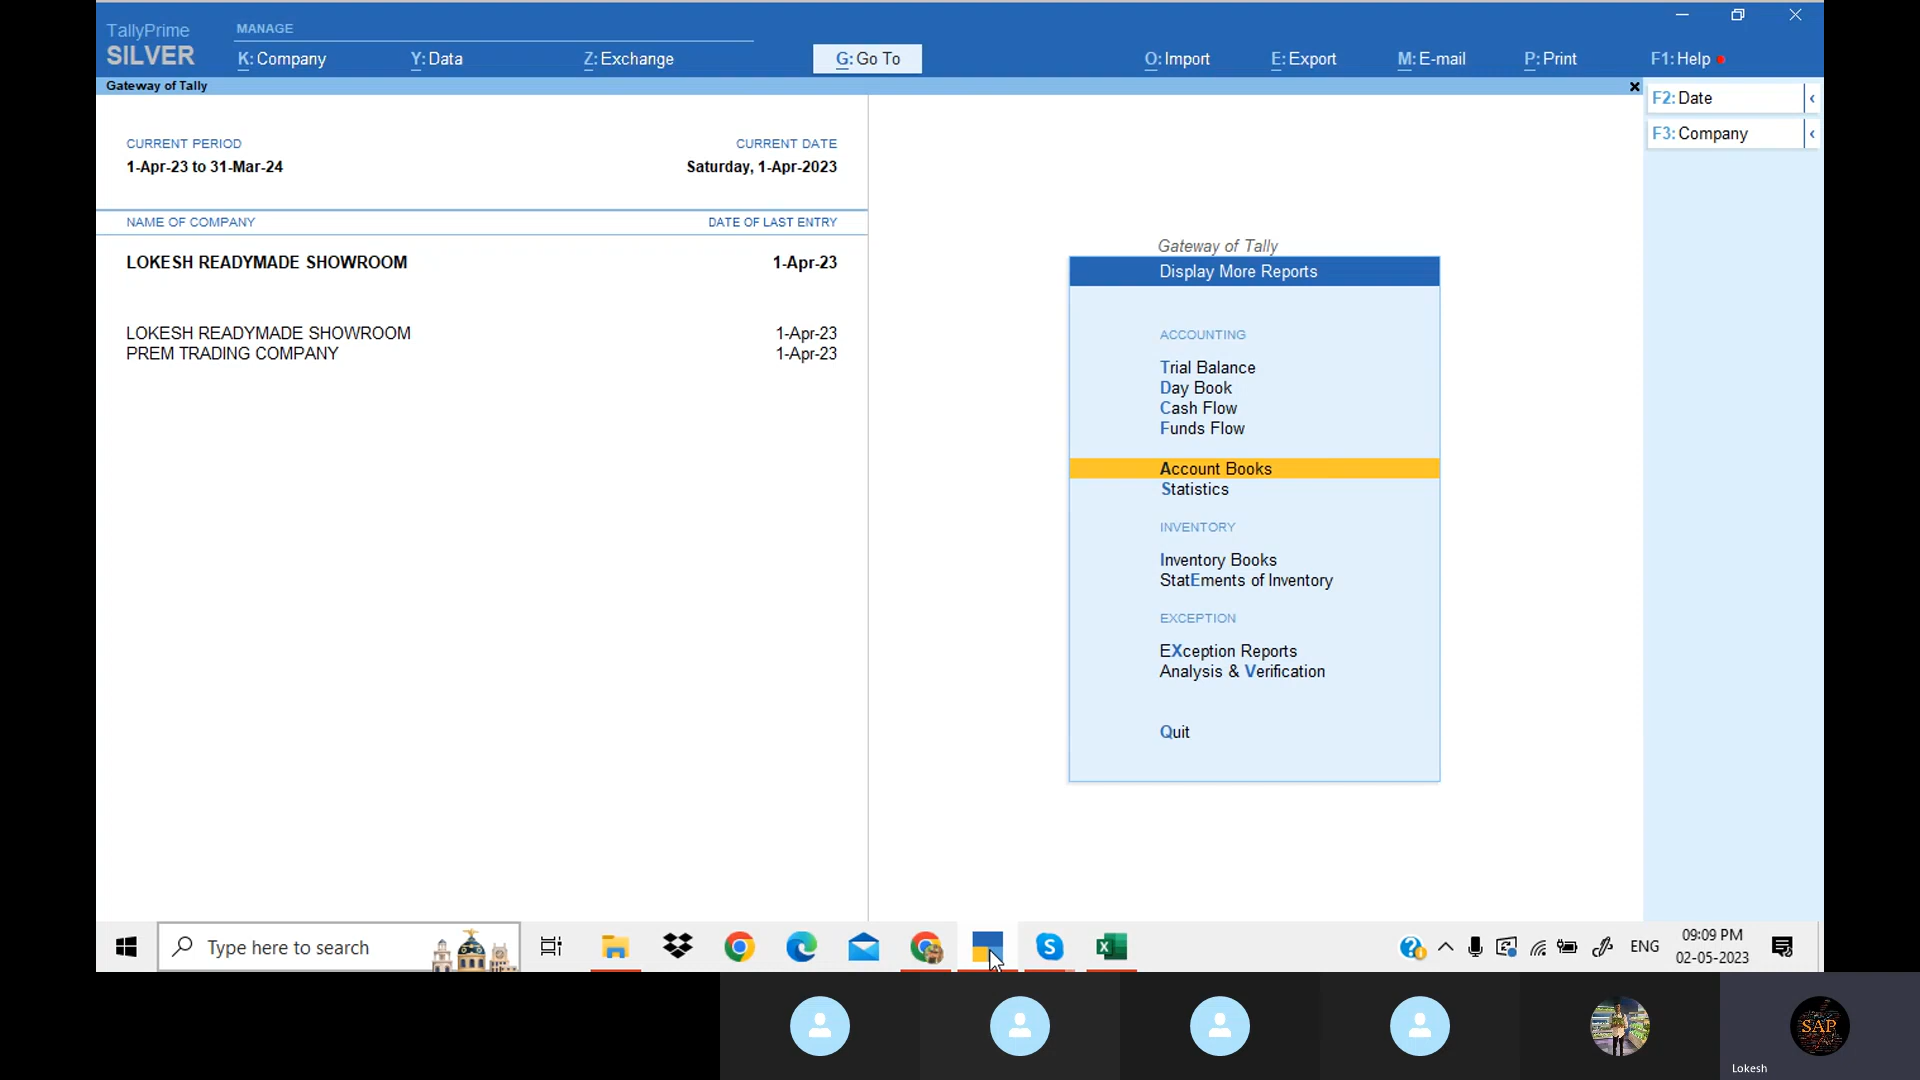 TallyPrime
SILVER
MANAGE
K: Company
Y: Data
Z: Exchange
G: Go To
O: Import
E: Export
M: E-mail
P: Print
F1: Help
Gateway of Tally
F2: Date
F3: Company
CURRENT PERIOD
CURRENT DATE
1-Apr-23 to 31-Mar-24
Saturday, 1-Apr-2023
NAME OF COMPANY
DATE OF LAST ENTRY
LOKESH READYMADE SHOWROOM
1-Apr-23
LOKESH READYMADE SHOWROOM
1-Apr-23
PREM TRADING COMPANY
1-Apr-23
Gateway of Tally
Display More Reports
ACCOUNTING
Trial Balance
Day Book
Cash Flow
Funds Flow
Account Books
Statistics
INVENTORY
Inventory Books
StatEments of Inventory
EXCEPTION
EXception Reports
Analysis & Verification
Quit
Type here to search
ENG
09:09 PM
02-05-2023
SAP
Lokesh